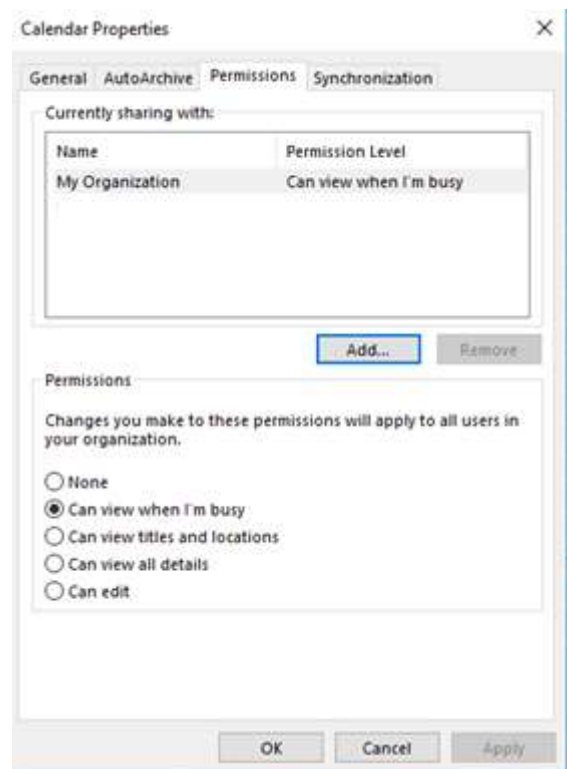 Calendar Properties
General AutoArchive Permissions Synchronization
Currently sharing with:
Name Permission Level
My Organization Can view when I'm busy
Add... Remove
Permissions
Changes you make to these permissions will apply to all users in
your organization.
None
Can view when I'm busy
Can view titles and locations
Can view all details
Can edit
OK Cancel Apply